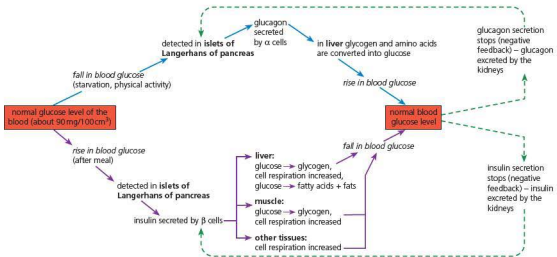 glucagon
secreted
by α cells
glucagon secretion
stops (negative
feedback) – glucagon
excreted by the
kidneys
detected in islets of
Langerhans of pancreas
in liver glycogen and amino acids
are converted into glucose
fall in blood glucose
(starvation, physical activity)
rise in blood glucose
normal glucose level of the
blood (about 90 mg/100 cm³)
normal blood
glucose level
rise in blood glucose
(after meal)
fall in blood glucose
detected in islets of
Langerhans of pancreas
insulin secreted by β cells
liver:
glucose → glycogen,
cell respiration increased,
glucose → fatty acids + fats
muscle:
glucose → glycogen,
cell respiration increased
other tissues:
cell respiration increased
insulin secretion
stops (negative
feedback) – insulin
excreted by the
kidneys